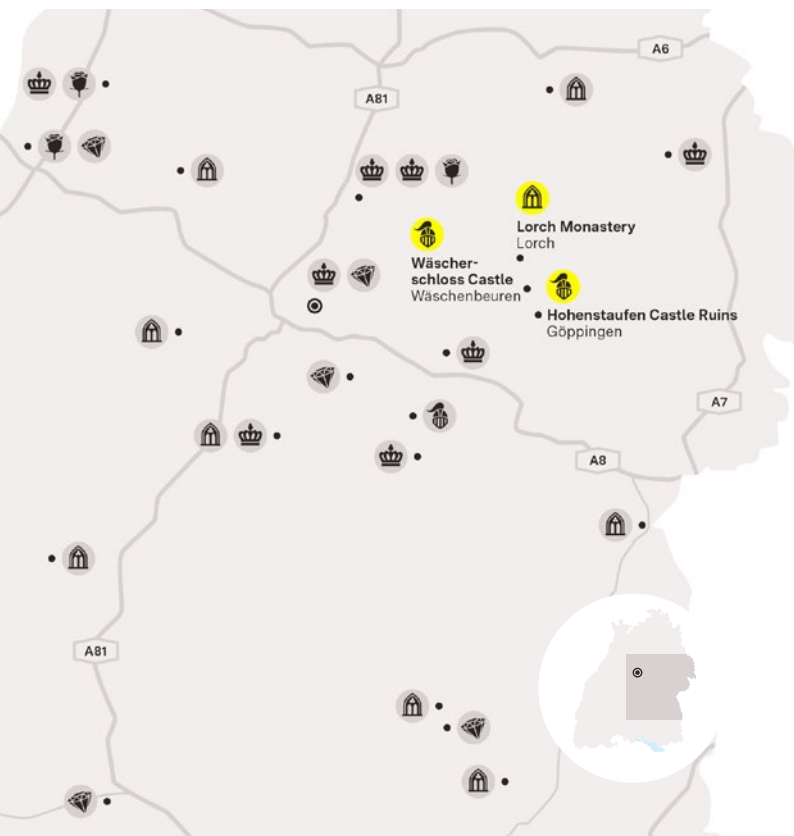 A6
A81
Lorch Monastery
Lorch
Wäscher-
schloss Castle
Wäschenbeuren
Hohenstaufen Castle Ruins
Göppingen
A7
A8
A81